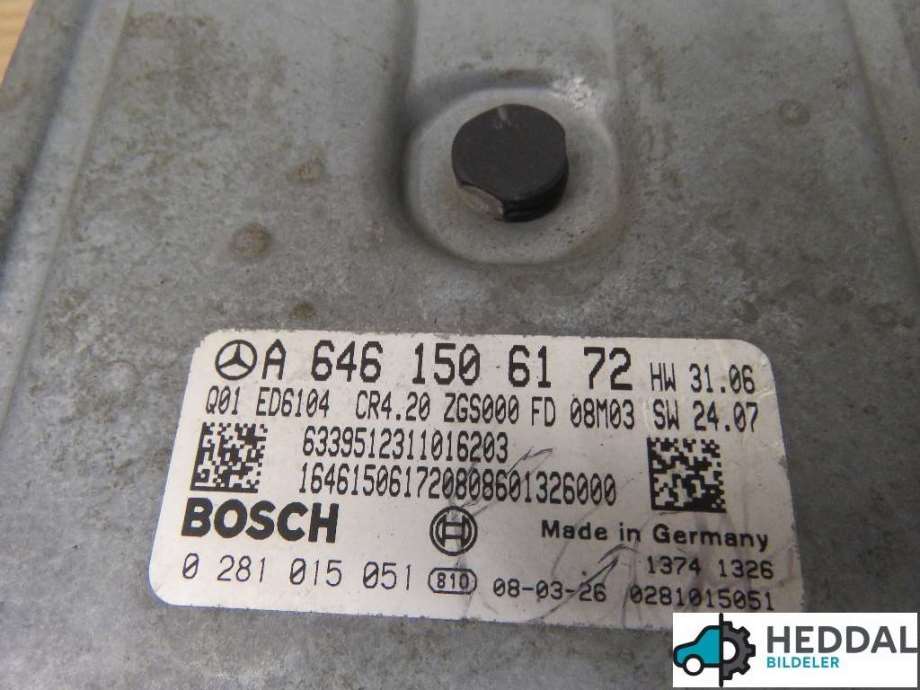 A 646 150 61 72 HW 31.06
Q01 ED6104 CR4.20 ZGS000 FD 08M03 SW 24.07
6339512311016203
164615061720808601326000
BOSCH Made in Germany
1374 1326
0 281 015 051 810 08-03-26 0281015051
HEDDAL
BILDELER